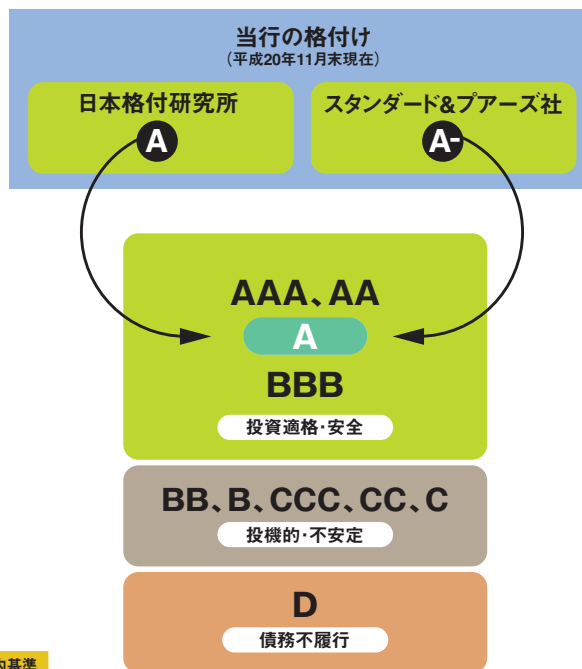 当行の格付け
(平成20年11月末現在)
日本格付研究所
A
スタンダード&プアーズ社
A-
AAA、AA
A
BBB
投資適格・安全
BB、B、CCC、CC、C
投機的・不安定
D
債務不履行
内基準